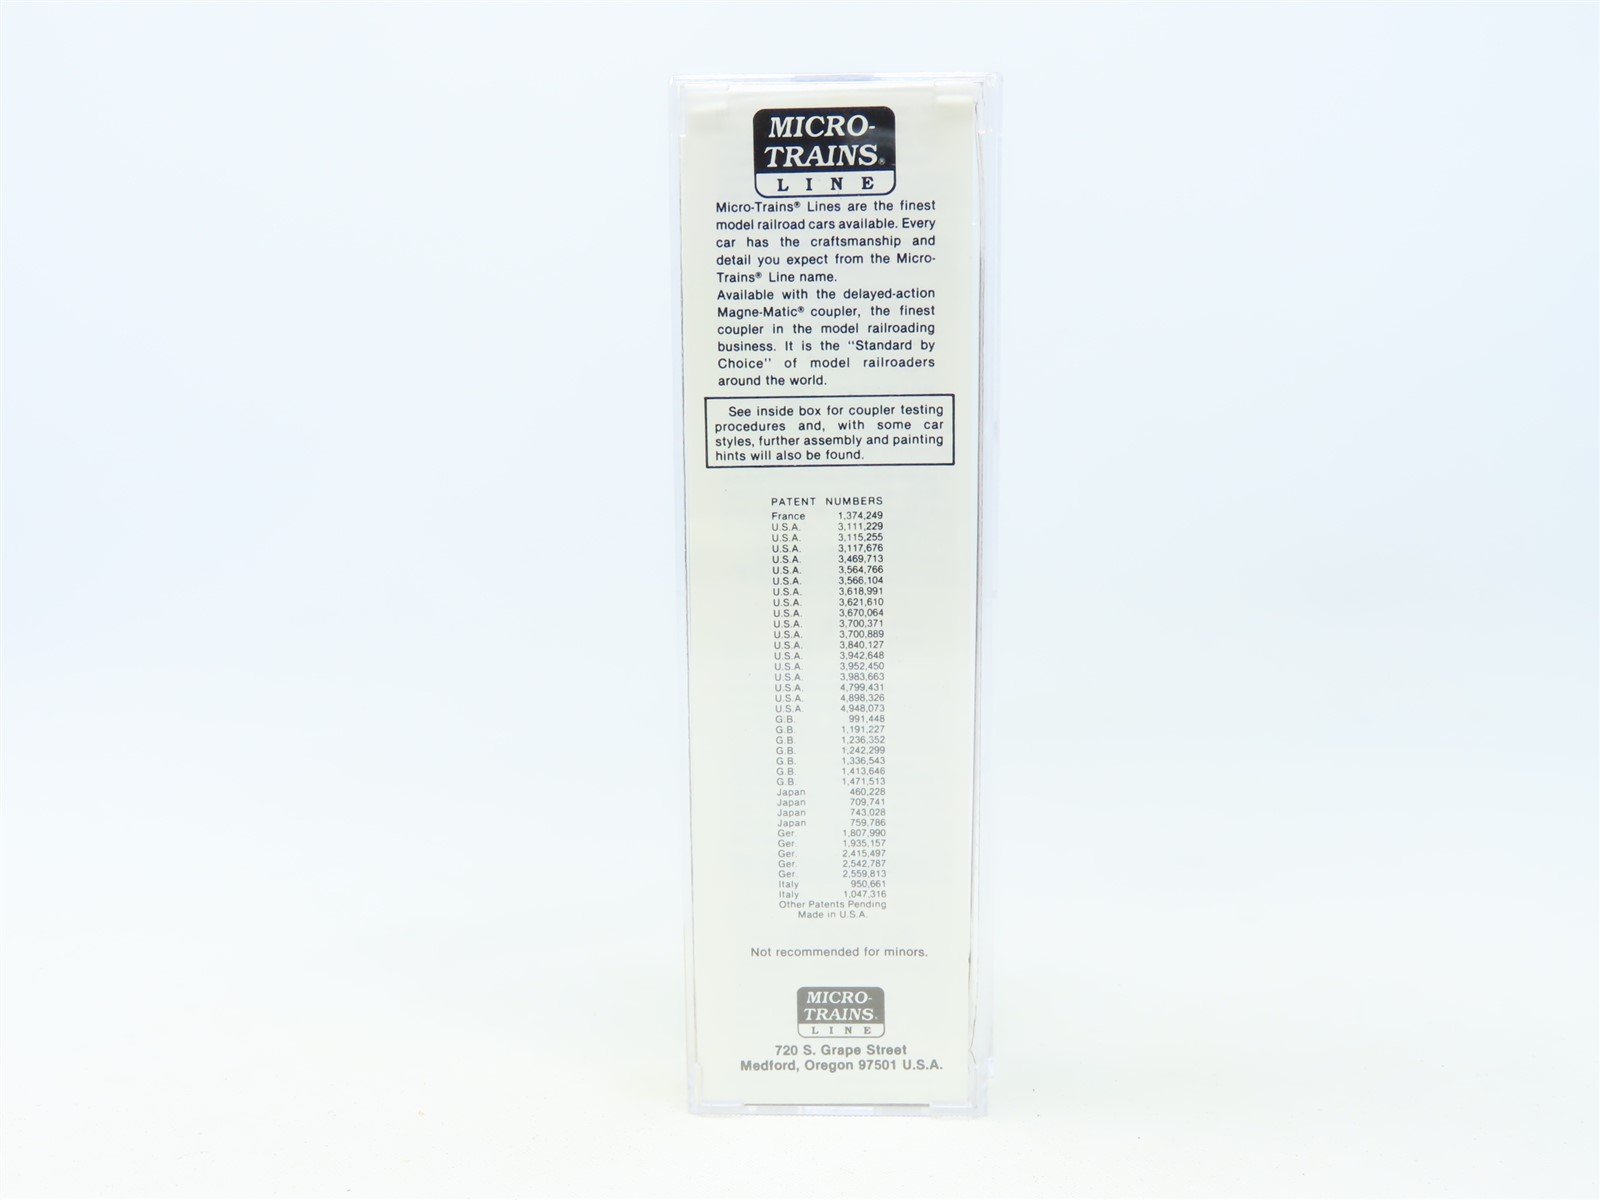 MICRO-
TRAINS®
LINE
Micro-Trains® Lines are the finest
model railroad cars available. Every
car has the craftsmanship and
detail you expect from the Micro-
Trains® Line name.
Available with the delayed-action
Magne-Matic® coupler, the finest
coupler in the model railroading
business. It is the "Standard by
Choice" of model railroaders
around the world.
See inside box for coupler testing
procedures and, with some car
styles, further assembly and painting
hints will also be found.
PATENT NUMBERS
France 1,374,249
U.S.A. 3,111,229
U.S.A. 3,115,255
U.S.A. 3,117,676
U.S.A. 3,469,713
U.S.A. 3,564,766
U.S.A. 3,566,104
U.S.A. 3,618,991
U.S.A. 3,621,610
U.S.A. 3,670,064
U.S.A. 3,700,371
U.S.A. 3,700,889
U.S.A. 3,840,127
U.S.A. 3,942,648
U.S.A. 3,952,450
U.S.A. 3,983,663
U.S.A. 4,799,431
U.S.A. 4,898,326
U.S.A. 4,948,073
G.B. 991,448
G.B. 1,191,227
G.B. 1,236,352
G.B. 1,242,299
G.B. 1,336,543
G.B. 1,413,646
G.B. 1,471,513
Japan 460,228
Japan 709,741
Japan 743,028
Japan 759,786
Ger. 1,807,990
Ger. 1,935,157
Ger. 2,415,497
Ger. 2,542,787
Ger. 2,559,813
Italy 950,661
Italy 1,047,316
Other Patents Pending
Made in U.S.A.
Not recommended for minors.
MICRO-
TRAINS®
LINE
720 S. Grape Street
Medford, Oregon 97501 U.S.A.